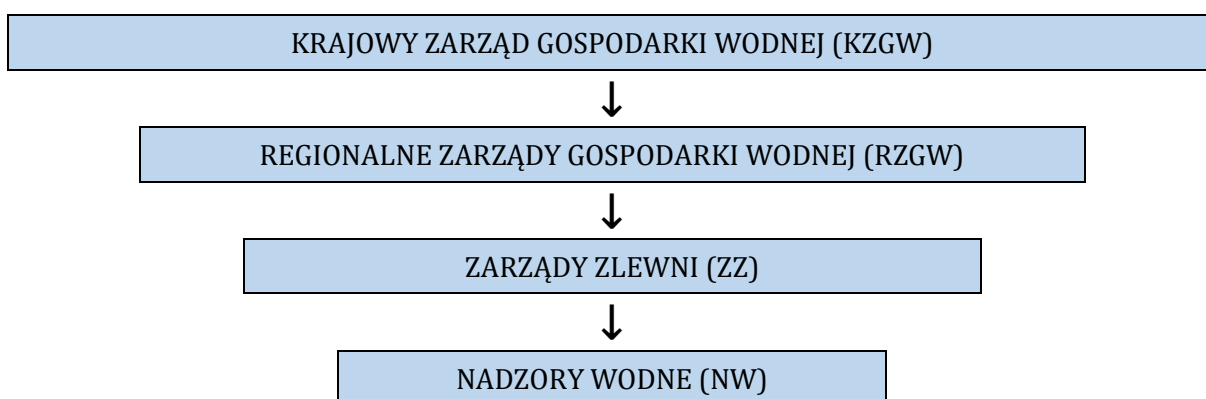 KRAJOWY ZARZĄD GOSPODARKI WODNEJ (KZGW)
REGIONALNE ZARZĄDY GOSPODARKI WODNEJ (RZGW)
ZARZĄDY ZLEWNI (ZZ)
NADZORY WODNE (NW)